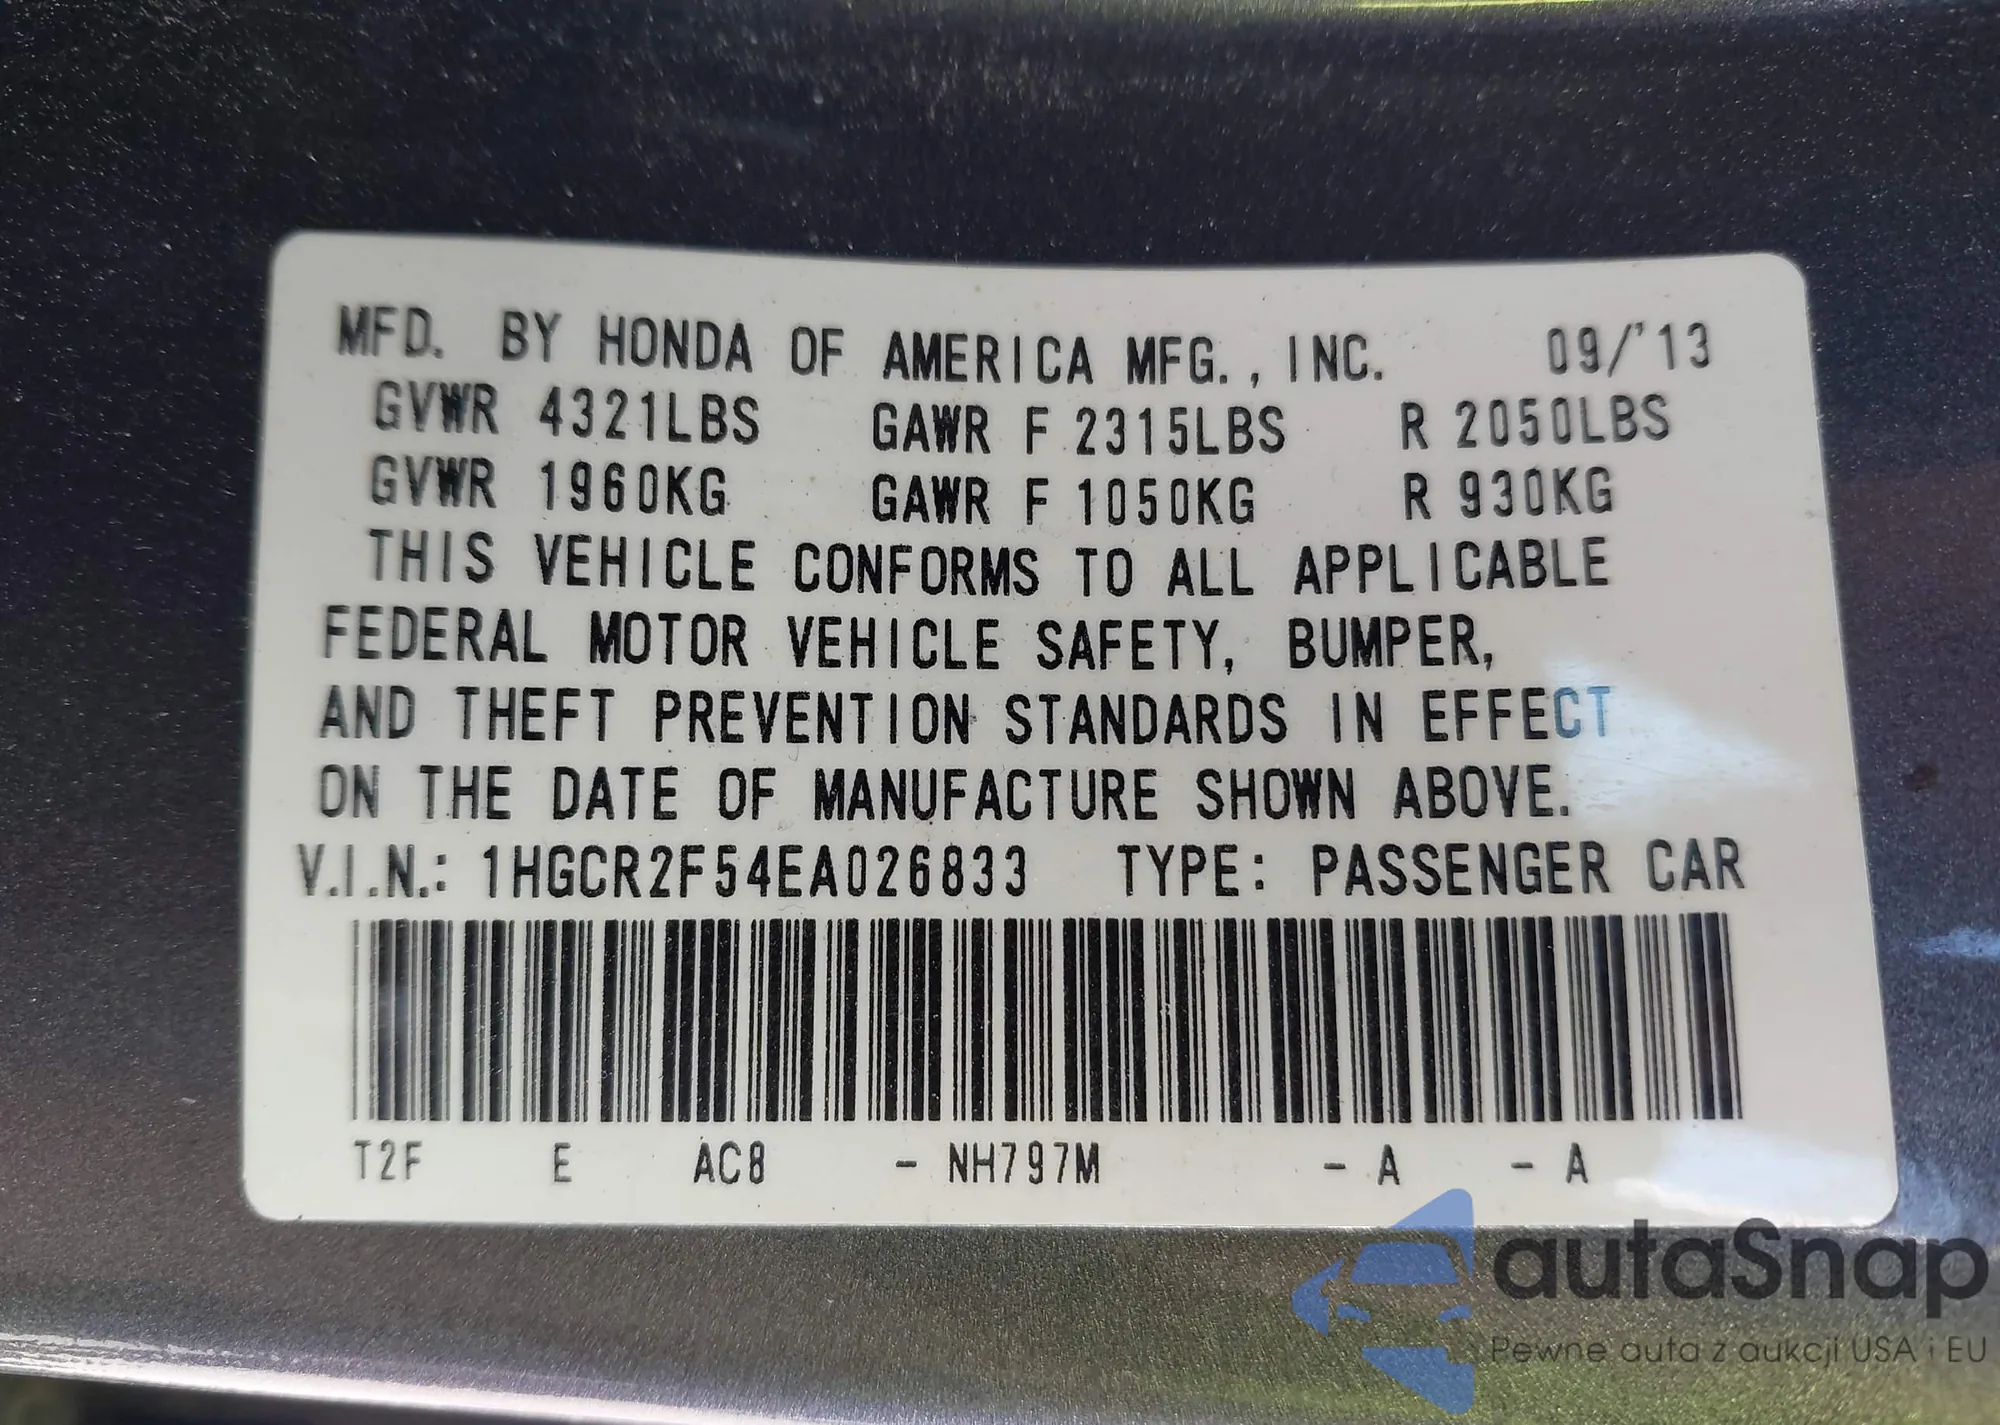 MFD. BY HONDA OF AMERICA MFG., INC. 09/'13
GVWR 4321LBS GAWR F 2315LBS R 2050LBS
GVWR 1960KG GAWR F 1050KG R 930KG
THIS VEHICLE CONFORMS TO ALL APPLICABLE
FEDERAL MOTOR VEHICLE SAFETY, BUMPER,
AND THEFT PREVENTION STANDARDS IN EFFECT
ON THE DATE OF MANUFACTURE SHOWN ABOVE.
V.I.N.: 1HGCR2F54EA026833 TYPE: PASSENGER CAR
T2F E AC8 - NH797M - A - A
autaSnap
Pewne auta z aukcji USA i EU